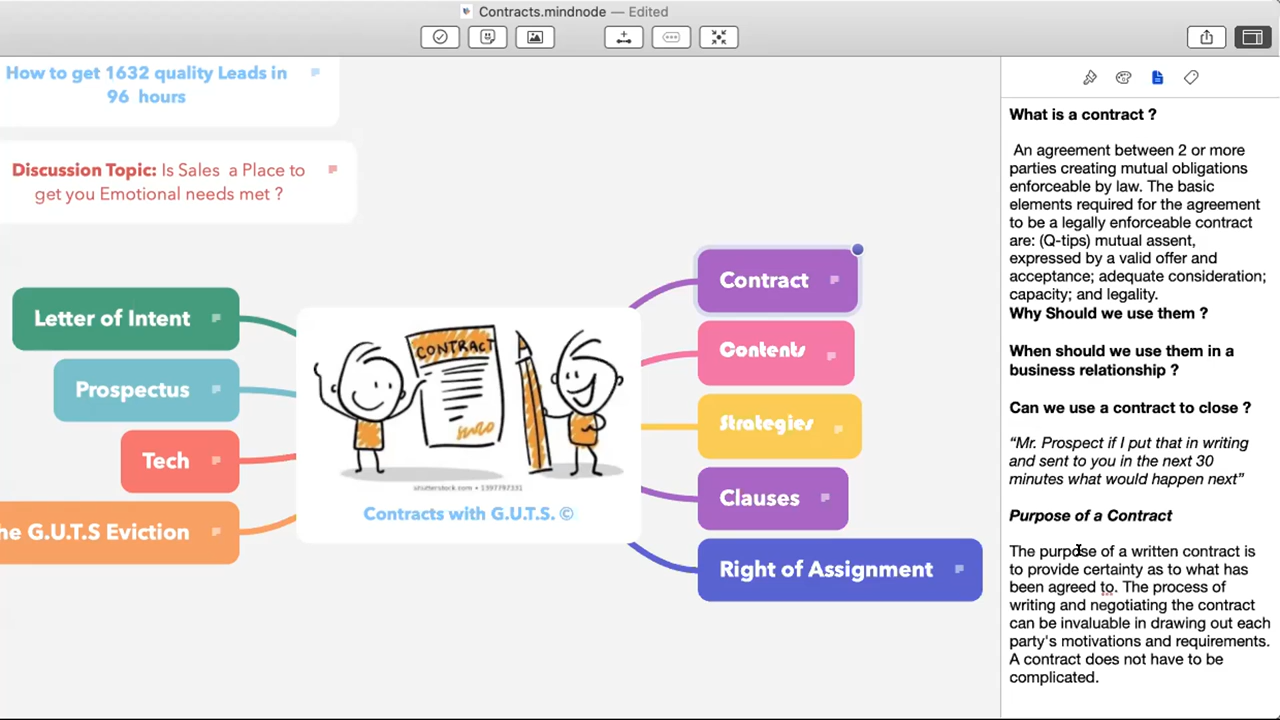 Contracts.mindnode — Edited
How to get 1632 quality Leads in
96 hours
Discussion Topic: Is Sales a Place to
get you Emotional needs met ?
Letter of Intent
Prospectus
Tech
he G.U.T.S Eviction
CONTRACT
shutterstock.com • 1397797331
Contracts with G.U.T.S. ©
Contract
Contents
Strategies
Clauses
Right of Assignment
What is a contract ?
An agreement between 2 or more
parties creating mutual obligations
enforceable by law. The basic
elements required for the agreement
to be a legally enforceable contract
are: (Q-tips) mutual assent,
expressed by a valid offer and
acceptance; adequate consideration;
capacity; and legality.
Why Should we use them ?
When should we use them in a
business relationship ?
Can we use a contract to close ?
“Mr. Prospect if I put that in writing
and sent to you in the next 30
minutes what would happen next”
Purpose of a Contract
The purpose of a written contract is
to provide certainty as to what has
been agreed to. The process of
writing and negotiating the contract
can be invaluable in drawing out each
party's motivations and requirements.
A contract does not have to be
complicated.